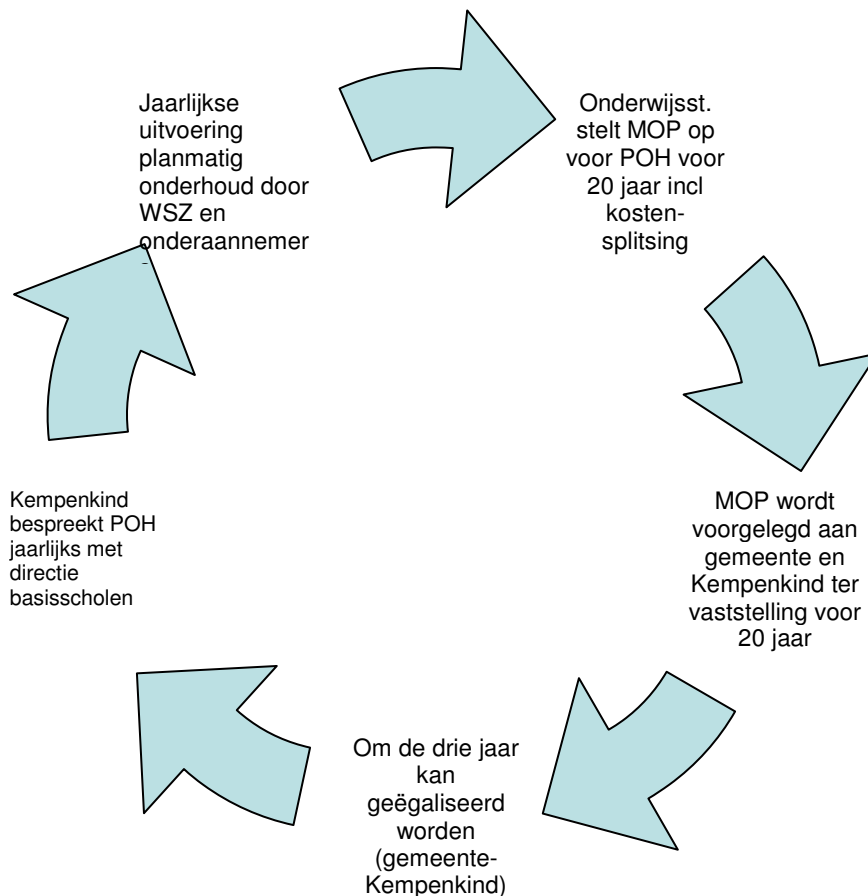 Jaarlijkse
uitvoering
planmatig
onderhoud door
WSZ en
onderaannemer
Onderwijsst.
stelt MOP op
voor POH voor
20 jaar incl
kosten-
splitsing
MOP wordt
voorgelegd aan
gemeente en
Kempenkind ter
vaststelling voor
20 jaar
Om de drie jaar
kan
geëgaliseerd
worden
(gemeente-
Kempenkind)
Kempenkind
bespreekt POH
jaarlijks met
directie
basisscholen